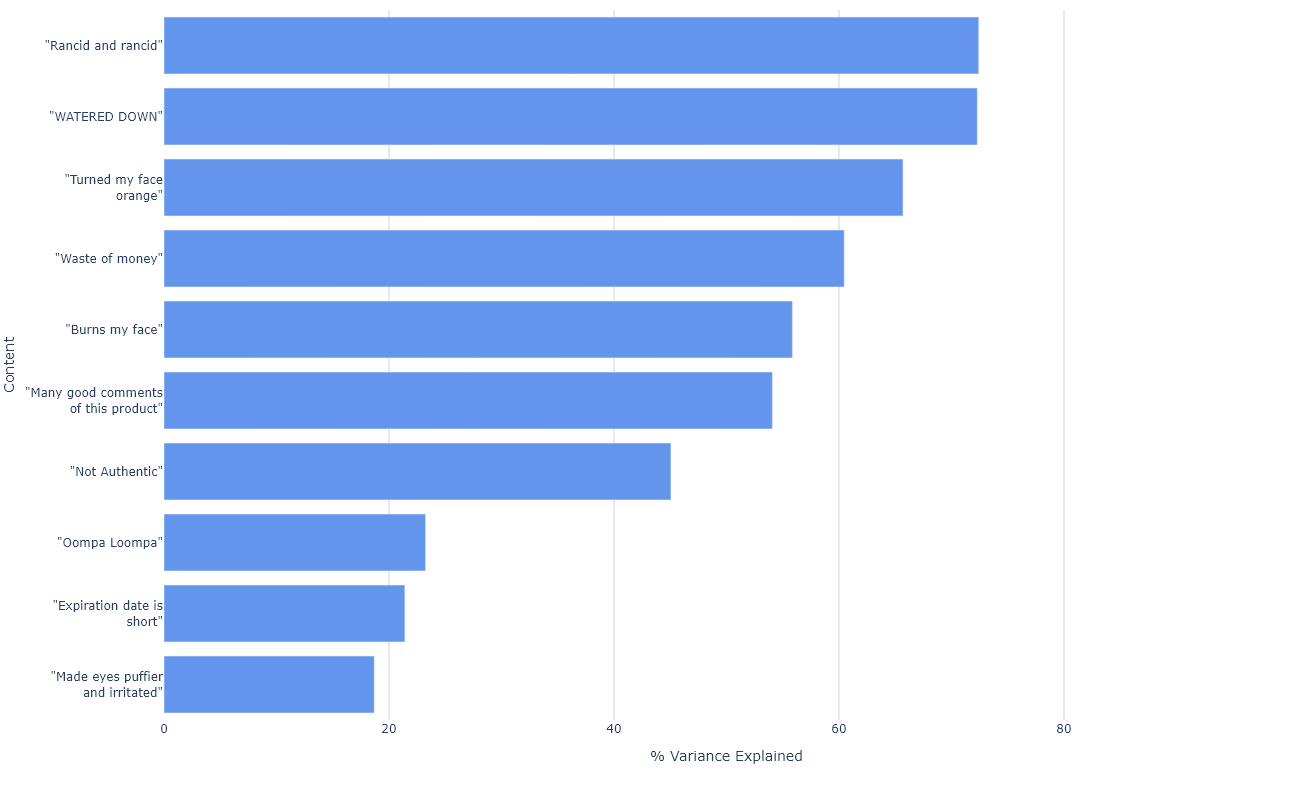 "Rancid and rancid"
"WATERED DOWN"
"Turned my face
orange"
"Waste of money"
"Burns my face"
"Many good comments
of this product"
"Not Authentic"
"Oompa Loompa"
"Expiration date is
short"
"Made eyes puffier
and irritated"
Content
0 20 40 60 80
% Variance Explained